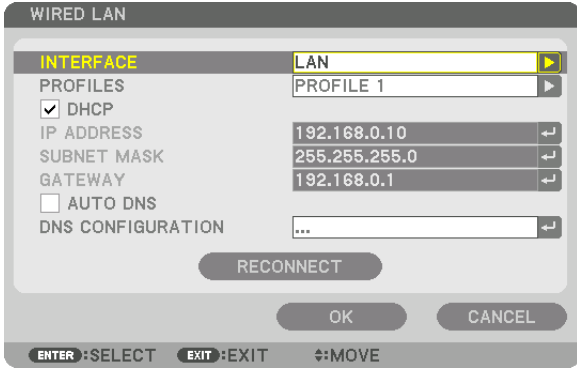 WIRED LAN
INTERFACE LAN
PROFILES PROFILE 1
DHCP
IP ADDRESS 192.168.0.10
SUBNET MASK 255.255.255.0
GATEWAY 192.168.0.1
AUTO DNS
DNS CONFIGURATION ...
RECONNECT
OK CANCEL
ENTER:SELECT EXIT:EXIT :MOVE